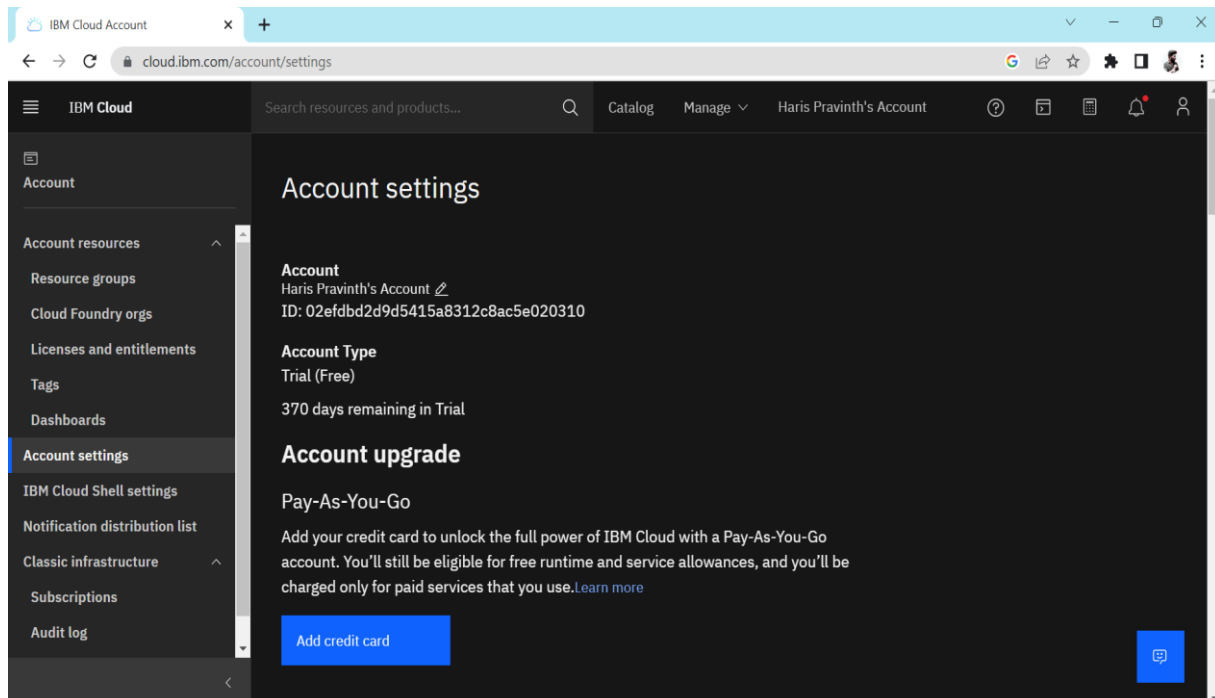 IBM Cloud Account
cloud.ibm.com/account/settings
IBM Cloud
Search resources and products...
Catalog
Manage
Haris Pravinth's Account
Account
Account resources
Resource groups
Cloud Foundry orgs
Licenses and entitlements
Tags
Dashboards
Account settings
IBM Cloud Shell settings
Notification distribution list
Classic infrastructure
Subscriptions
Audit log
Account settings
Account
Haris Pravinth's Account
ID: 02efdbd2d9d5415a8312c8ac5e020310
Account Type
Trial (Free)
370 days remaining in Trial
Account upgrade
Pay-As-You-Go
Add your credit card to unlock the full power of IBM Cloud with a Pay-As-You-Go
account. You’ll still be eligible for free runtime and service allowances, and you’ll be
charged only for paid services that you use.Learn more
Add credit card